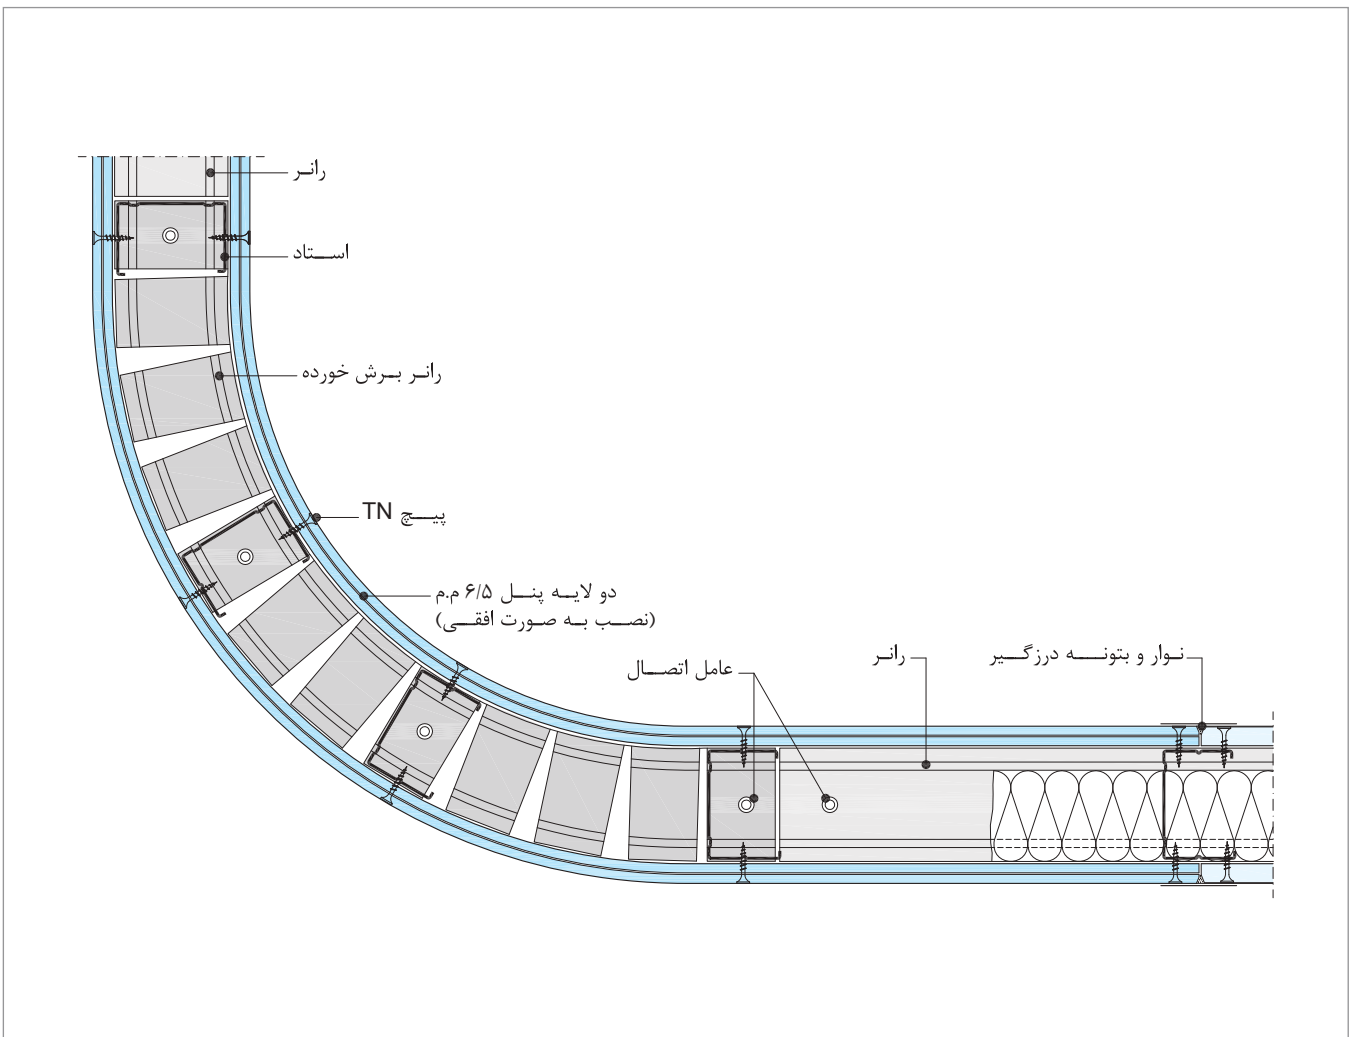 رانر
استاد
رانر برش خورده
پیچ TN
دو لایه پنل ۶/۵ م.م
(نصب به صورت افقی)
نوار و بتونه درزگیر
رانر
عامل اتصال